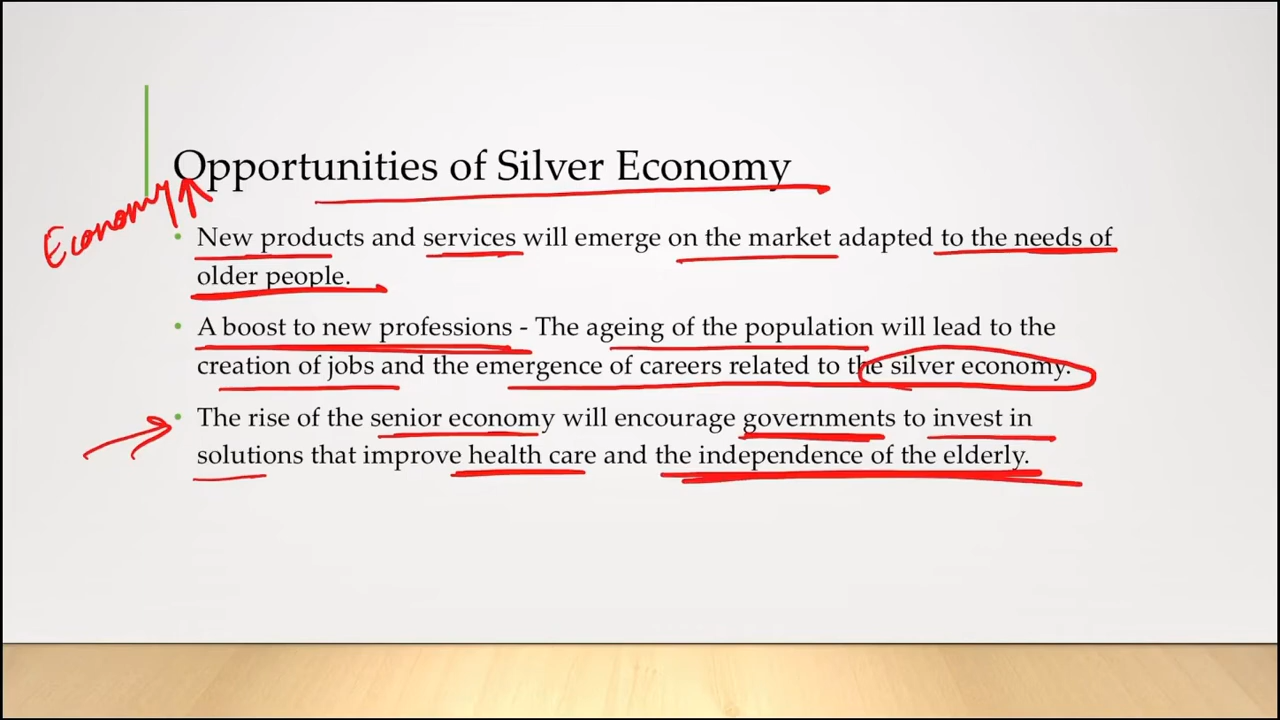 Opportunities of Silver Economy
Economy ↑
• New products and services will emerge on the market adapted to the needs of
older people.
• A boost to new professions - The ageing of the population will lead to the
creation of jobs and the emergence of careers related to the silver economy.
• The rise of the senior economy will encourage governments to invest in
solutions that improve health care and the independence of the elderly.